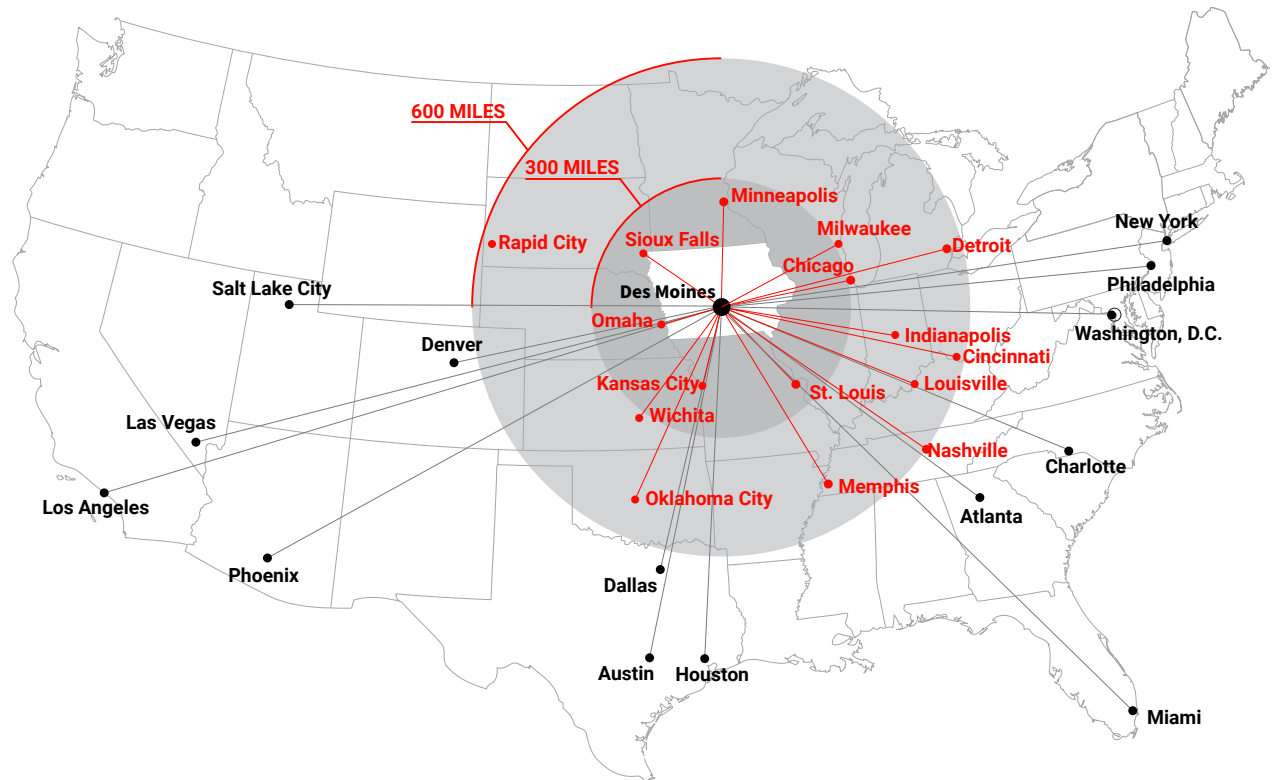 600 MILES
300 MILES
Minneapolis
New York
Milwaukee
Sioux Falls
Rapid City
Detroit
Chicago
Philadelphia
Salt Lake City
Des Moines
Omaha
Washington, D.C.
Indianapolis
Denver
Cincinnati
Kansas City
St. Louis
Louisville
Las Vegas
Wichita
Nashville
Charlotte
Memphis
Oklahoma City
Los Angeles
Atlanta
Phoenix
Dallas
Austin
Houston
Miami